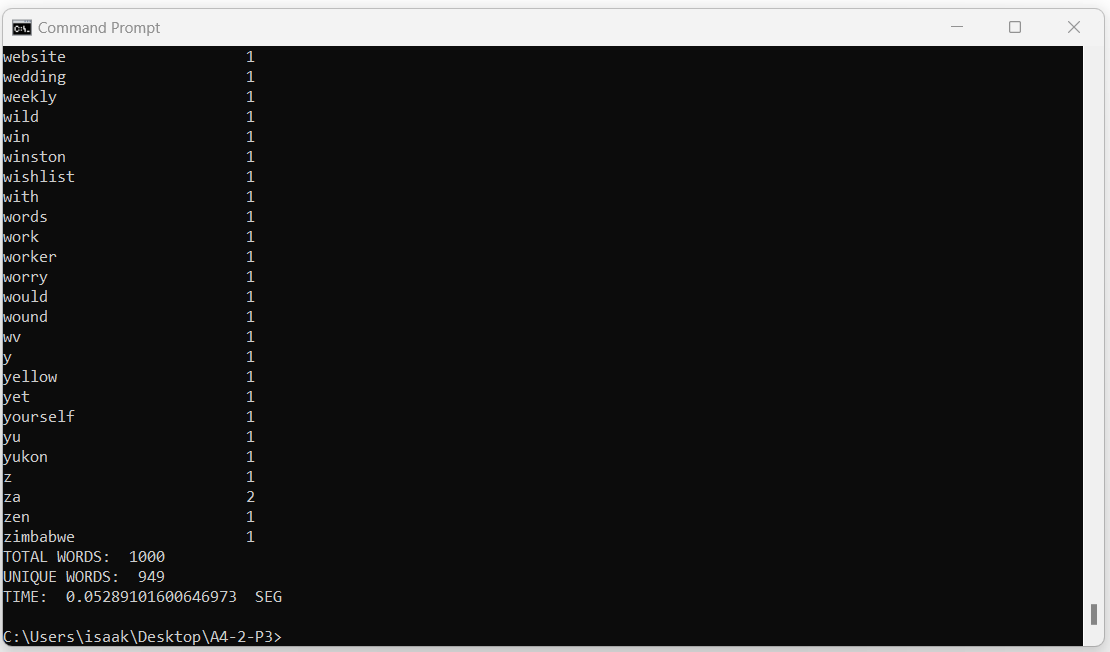 Command Prompt
website 1
wedding 1
weekly 1
wild 1
win 1
winston 1
wishlist 1
with 1
words 1
work 1
worker 1
worry 1
would 1
wound 1
wv 1
y 1
yellow 1
yet 1
yourself 1
yu 1
yukon 1
z 1
za 2
zen 1
zimbabwe 1
TOTAL WORDS: 1000
UNIQUE WORDS: 949
TIME: 0.05289101600646973 SEG
C:\Users\isaak\Desktop\A4-2-P3>